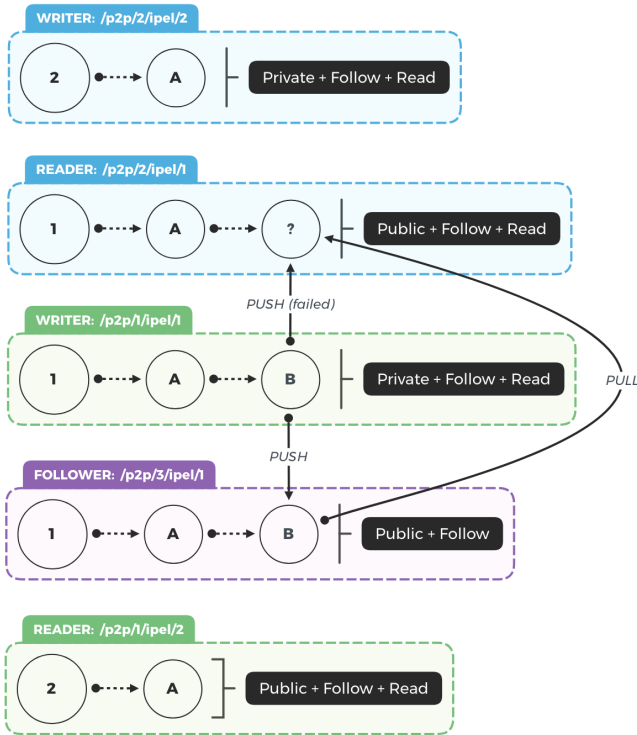 WRITER: /p2p/2/ipel/2
2 A Private + Follow + Read
READER: /p2p/2/ipel/1
1 A ? Public + Follow + Read
PUSH (failed)
WRITER: /p2p/1/ipel/1
1 A B Private + Follow + Read
PULL
PUSH
FOLLOWER: /p2p/3/ipel/1
1 A B Public + Follow
READER: /p2p/1/ipel/2
2 A Public + Follow + Read